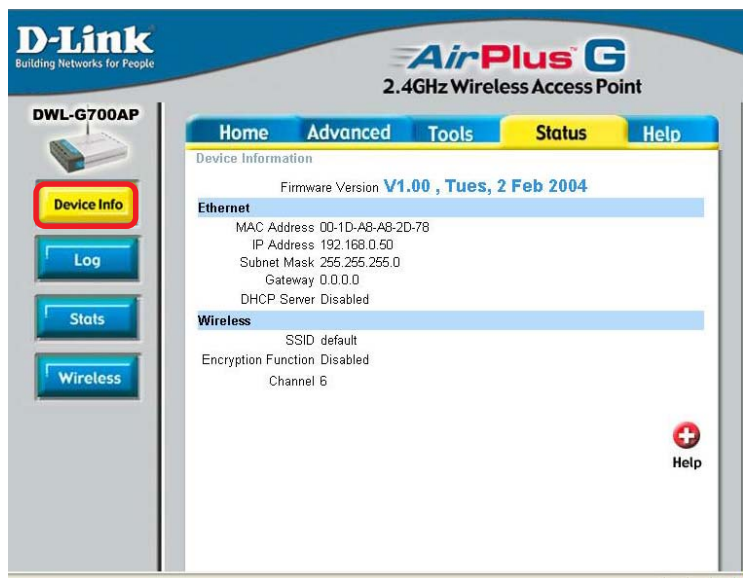 D-Link
Building Networks for People
AirPlus™ G
2.4GHz Wireless Access Point
DWL-G700AP
Home Advanced Tools Status Help
Device Info
Log
Stats
Wireless
Device Information
Firmware Version V1.00 , Tues, 2 Feb 2004
Ethernet
MAC Address 00-1D-A8-A8-2D-78
IP Address 192.168.0.50
Subnet Mask 255.255.255.0
Gateway 0.0.0.0
DHCP Server Disabled
Wireless
SSID default
Encryption Function Disabled
Channel 6
Help